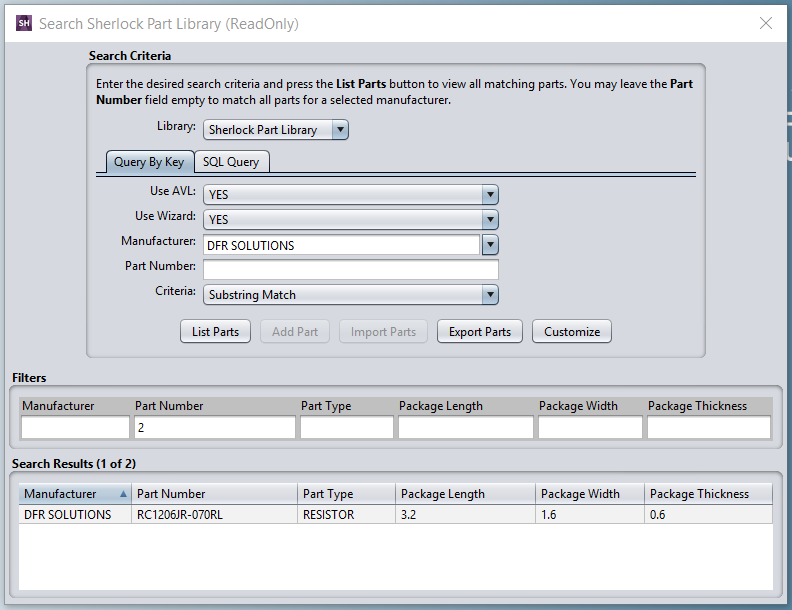 SH Search Sherlock Part Library (ReadOnly)
Search Criteria
Enter the desired search criteria and press the List Parts button to view all matching parts. You may leave the Part
Number field empty to match all parts for a selected manufacturer.
Library: Sherlock Part Library
Query By Key SQL Query
Use AVL: YES
Use Wizard: YES
Manufacturer: DFR SOLUTIONS
Part Number:
Criteria: Substring Match
List Parts Add Part Import Parts Export Parts Customize
Filters
Manufacturer Part Number Part Type Package Length Package Width Package Thickness
2
Search Results (1 of 2)
Manufacturer Part Number Part Type Package Length Package Width Package Thickness
DFR SOLUTIONS RC1206JR-070RL RESISTOR 3.2 1.6 0.6